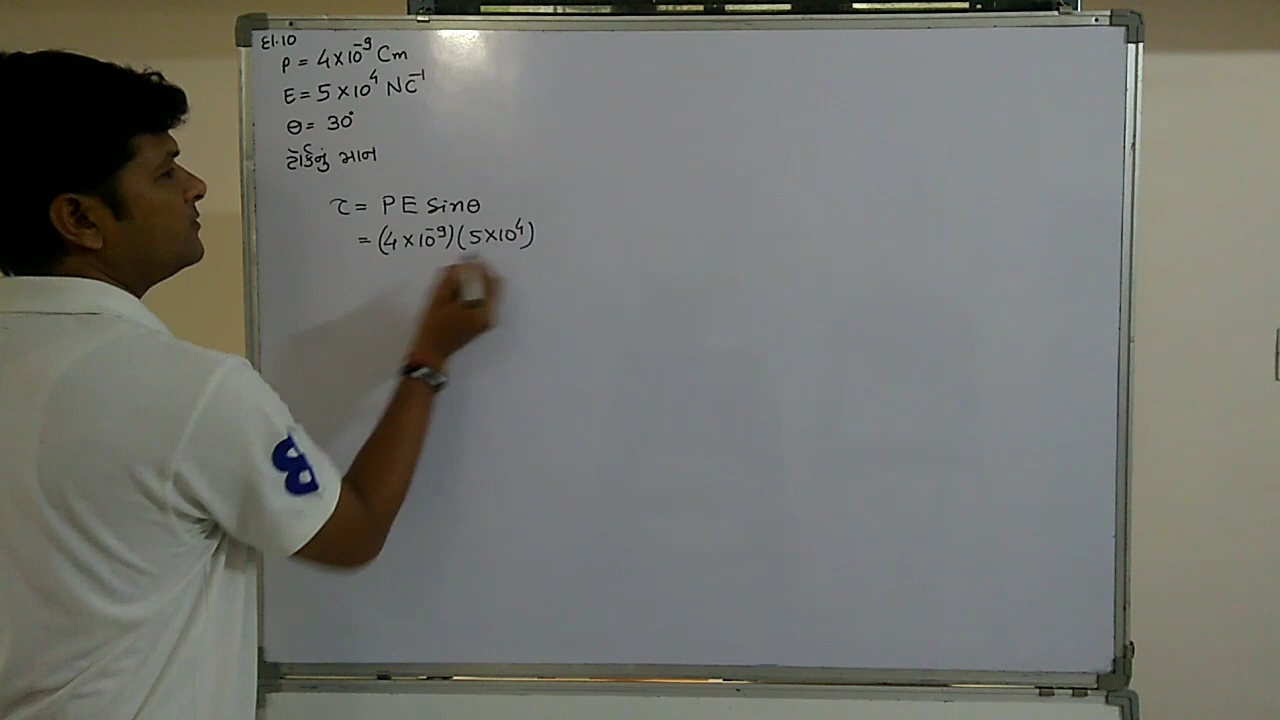 દા.10
P = 4×10⁻⁹ Cm
E = 5×10⁴ NC⁻¹
θ = 30°
ટૉર્કનું માન
τ = PE Sinθ
= (4×10⁻⁹)(5×10⁴)
B